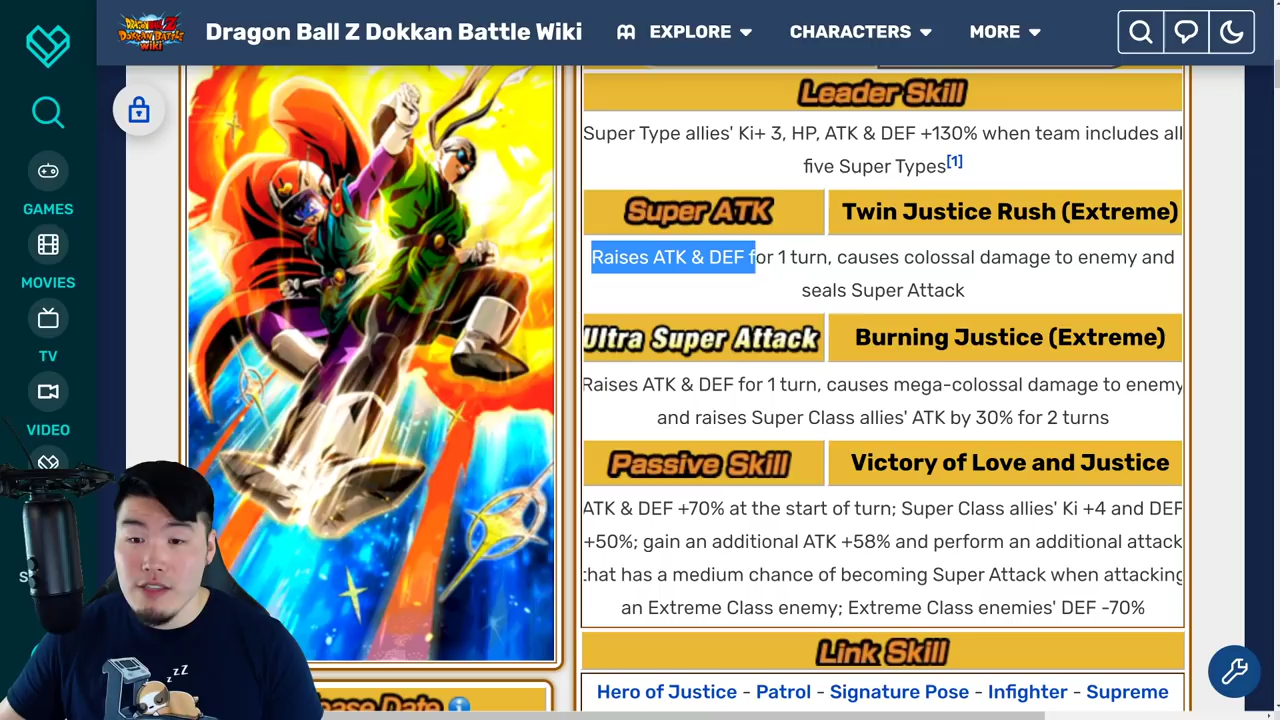 Dragon Ball Z Dokkan Battle Wiki
EXPLORE
CHARACTERS
MORE
GAMES
MOVIES
TV
VIDEO
Leader Skill
Super Type allies' Ki+ 3, HP, ATK & DEF +130% when team includes all
five Super Types[1]
Super ATK
Twin Justice Rush (Extreme)
Raises ATK & DEF for 1 turn, causes colossal damage to enemy and
seals Super Attack
Ultra Super Attack
Burning Justice (Extreme)
Raises ATK & DEF for 1 turn, causes mega-colossal damage to enemy
and raises Super Class allies' ATK by 30% for 2 turns
Passive Skill
Victory of Love and Justice
ATK & DEF +70% at the start of turn; Super Class allies' Ki +4 and DEF
+50%; gain an additional ATK +58% and perform an additional attack
that has a medium chance of becoming Super Attack when attacking
an Extreme Class enemy; Extreme Class enemies' DEF -70%
Link Skill
Hero of Justice - Patrol - Signature Pose - Infighter - Supreme
z Z Z